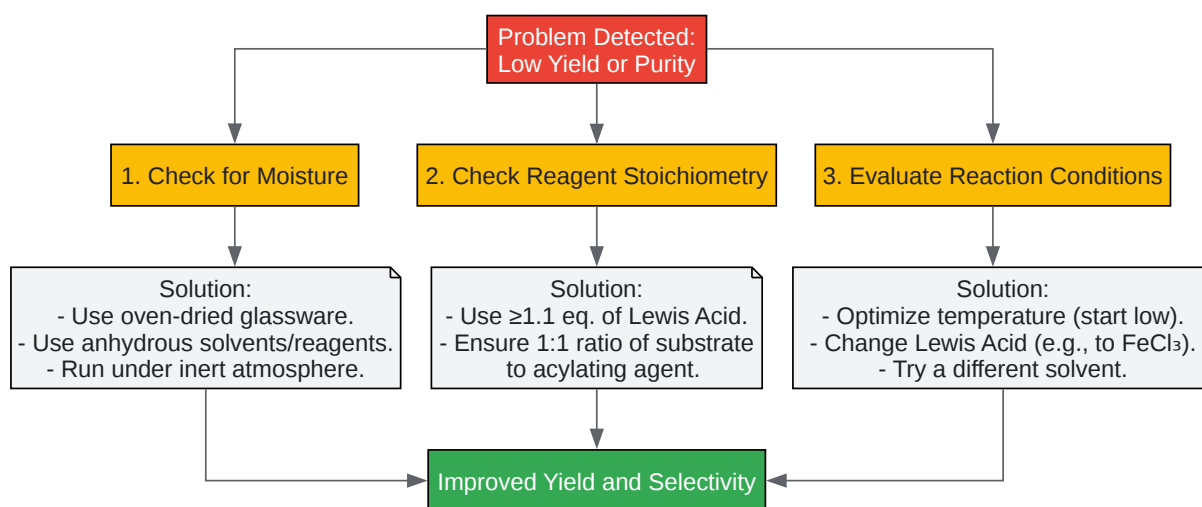 Problem Detected:
Low Yield or Purity
1. Check for Moisture
2. Check Reagent Stoichiometry
3. Evaluate Reaction Conditions
Solution:
- Use oven-dried glassware.
- Use anhydrous solvents/reagents.
- Run under inert atmosphere.
Solution:
- Use ≥1.1 eq. of Lewis Acid.
- Ensure 1:1 ratio of substrate
to acylating agent.
Solution:
- Optimize temperature (start low).
- Change Lewis Acid (e.g., to FeCl₃).
- Try a different solvent.
Improved Yield and Selectivity